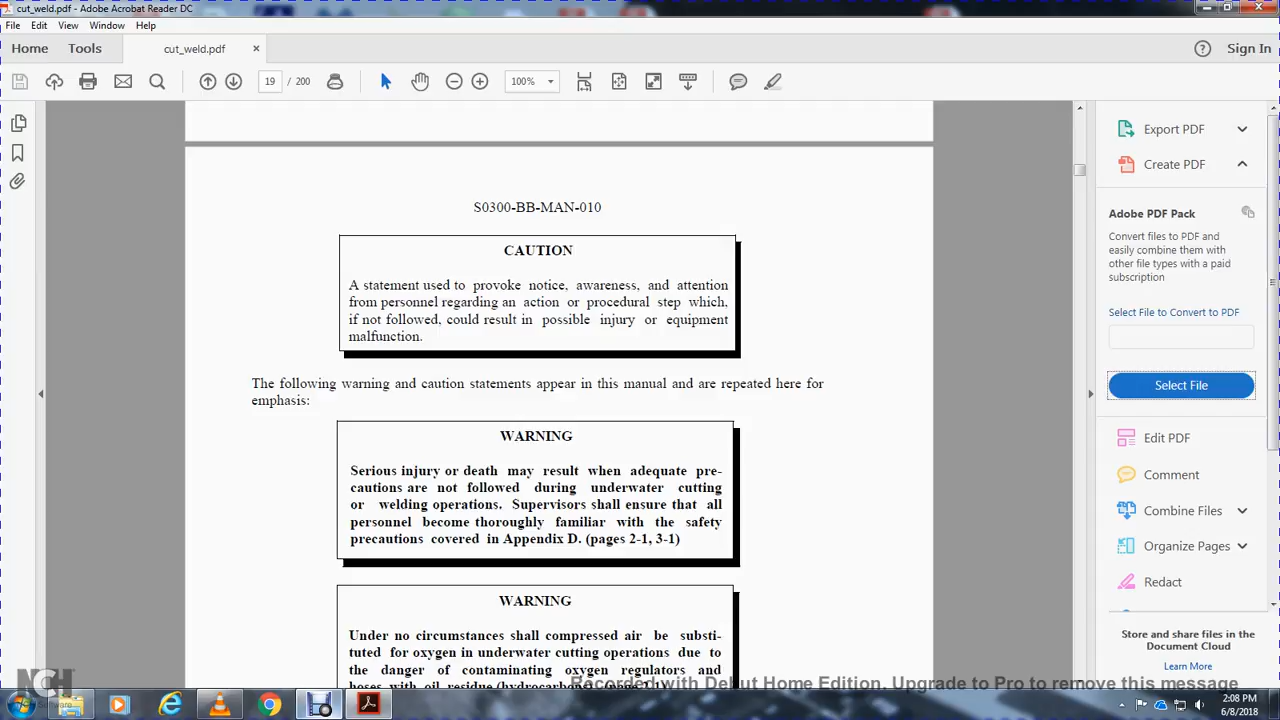 cut_weld.pdf - Adobe Acrobat Reader DC
File Edit View Window Help
Home Tools cut_weld.pdf × Sign In
19 / 200 100%
S0300-BB-MAN-010
CAUTION
A statement used to provoke notice, awareness, and attention
from personnel regarding an action or procedural step which,
if not followed, could result in possible injury or equipment
malfunction.
The following warning and caution statements appear in this manual and are repeated here for
emphasis:
WARNING
Serious injury or death may result when adequate pre-
cautions are not followed during underwater cutting
or welding operations. Supervisors shall ensure that all
personnel become thoroughly familiar with the safety
precautions covered in Appendix D. (pages 2-1, 3-1)
WARNING
Under no circumstances shall compressed air be substi-
tuted for oxygen in underwater cutting operations due to
the danger of contaminating oxygen regulators and
hoses with oil residue (hydrocarbons)
Export PDF
Create PDF
Adobe PDF Pack
Convert files to PDF and
easily combine them with
other file types with a paid
subscription
Select File to Convert to PDF
Select File
Edit PDF
Comment
Combine Files
Organize Pages
Redact
Store and share files in the
Document Cloud
Learn More
NCH
Software
Recorded with Debut Home Edition. Upgrade to Pro to remove this message
2:08 PM
6/8/2018